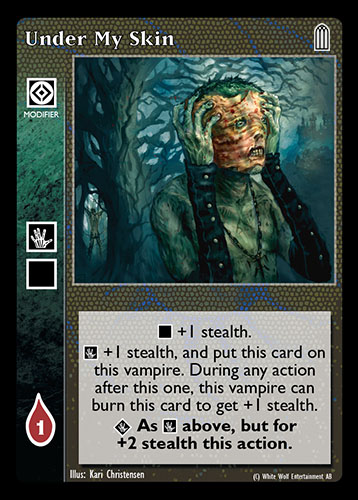 Under My Skin
MODIFIER
+1 stealth.
+1 stealth, and put this card on
this vampire. During any action
after this one, this vampire can
burn this card to get +1 stealth.
As above, but for
+2 stealth this action.
1
Illus: Kari Christensen
(C) White Wolf Entertainment AB